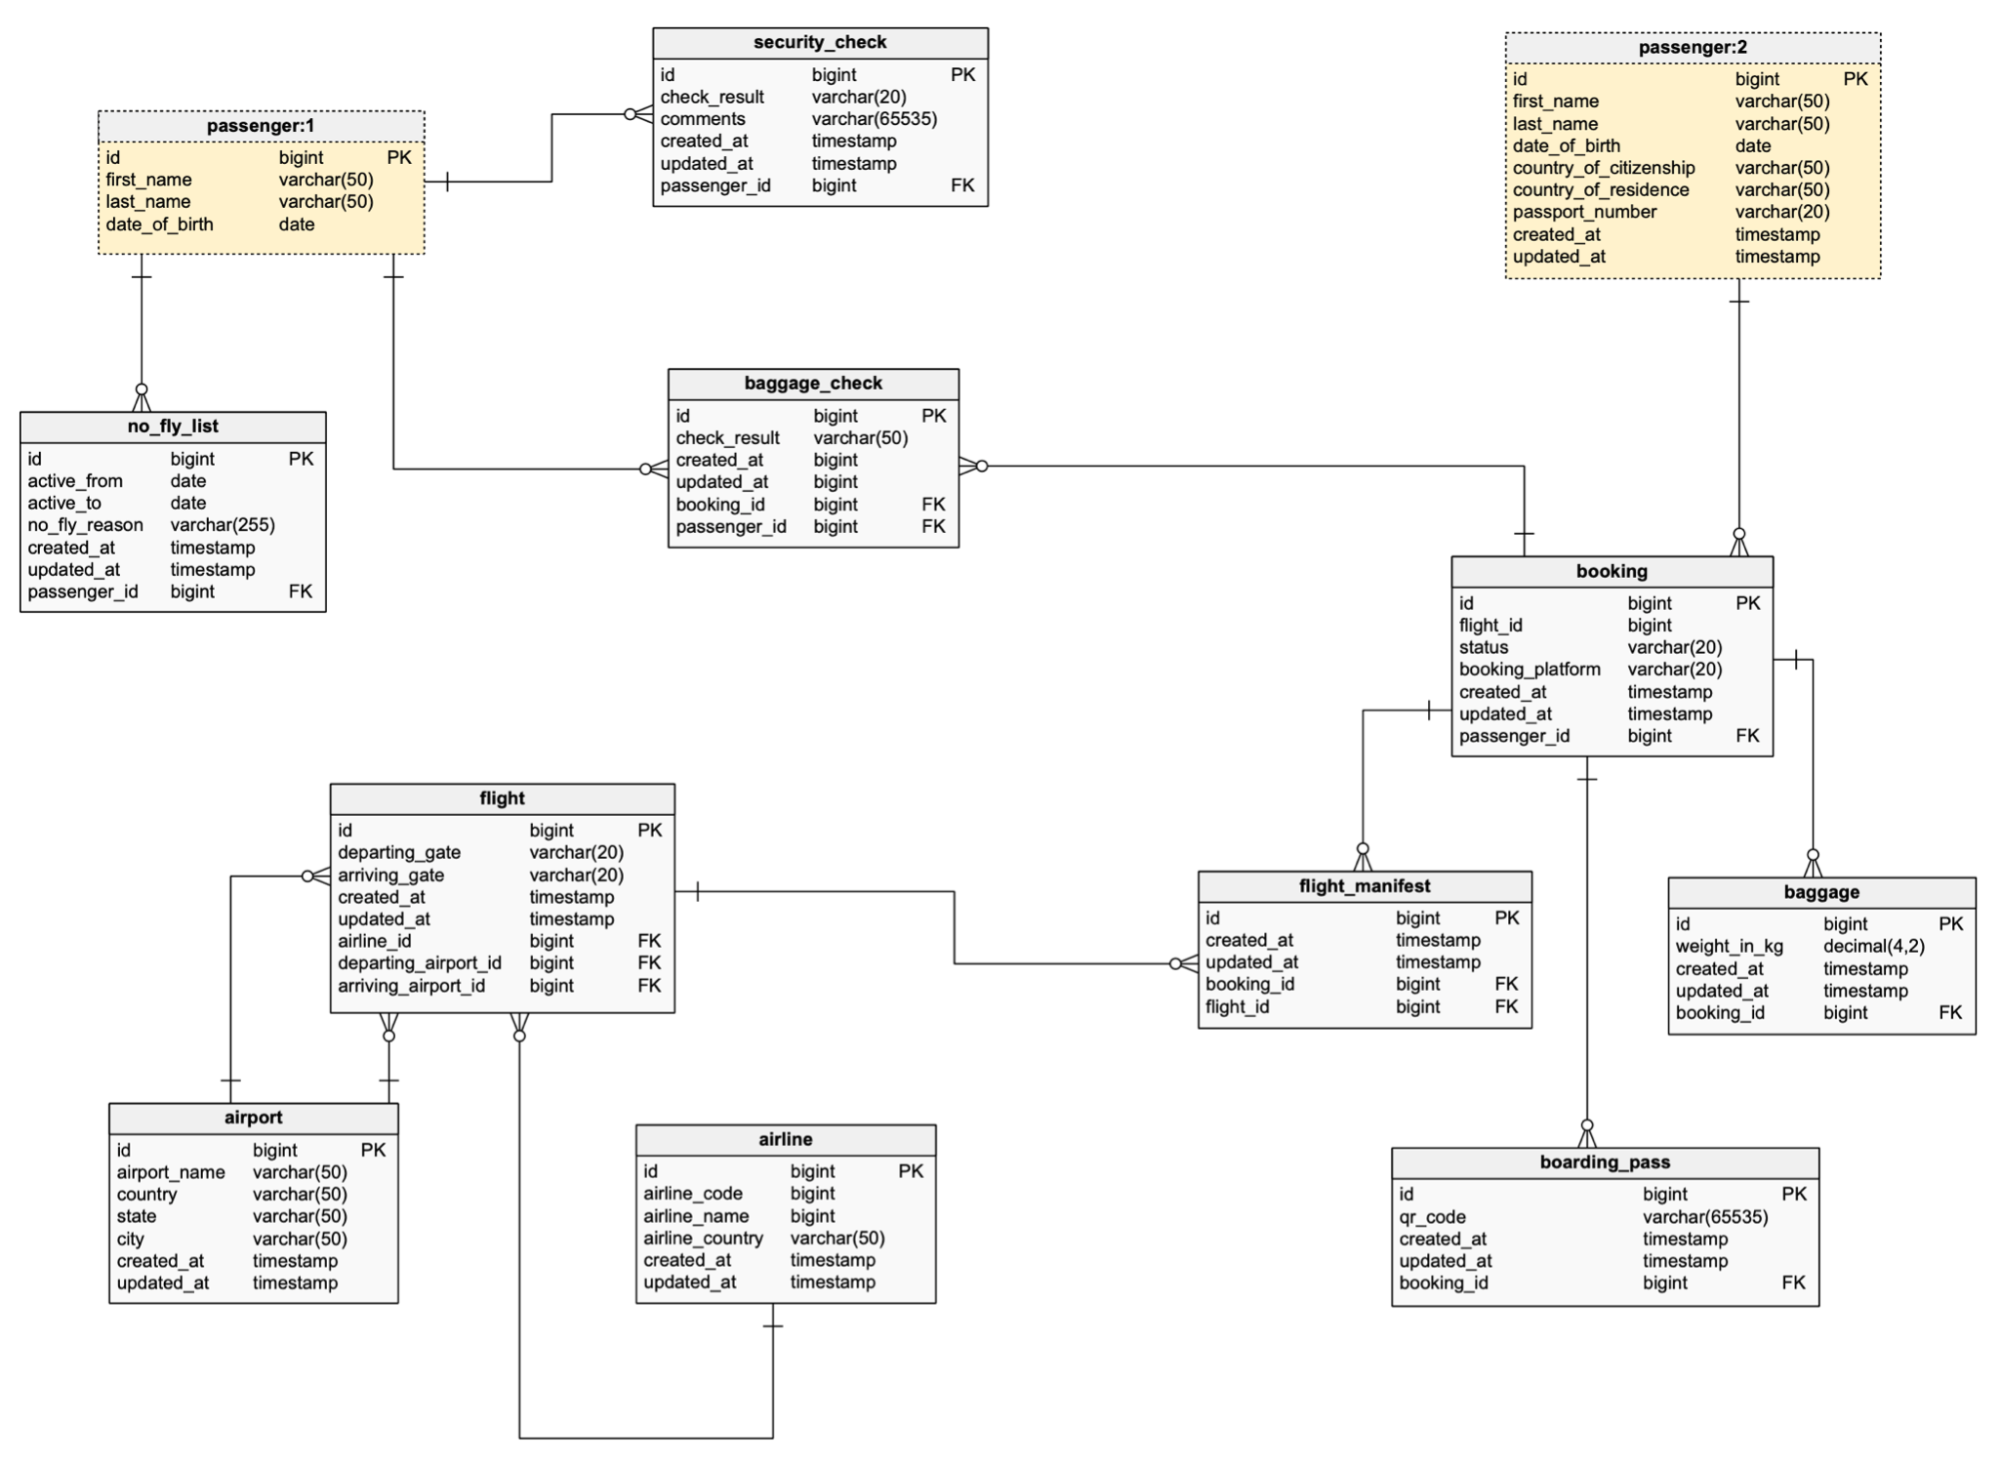 security_check
id bigint PK
check_result varchar(20)
comments varchar(65535)
created_at timestamp
updated_at timestamp
passenger_id bigint FK
passenger:2
id bigint PK
first_name varchar(50)
last_name varchar(50)
date_of_birth date
country_of_citizenship varchar(50)
country_of_residence varchar(50)
passport_number varchar(20)
created_at timestamp
updated_at timestamp
passenger:1
id bigint PK
first_name varchar(50)
last_name varchar(50)
date_of_birth date
baggage_check
id bigint PK
check_result varchar(50)
created_at bigint
updated_at bigint
booking_id bigint FK
passenger_id bigint FK
no_fly_list
id bigint PK
active_from date
active_to date
no_fly_reason varchar(255)
created_at timestamp
updated_at timestamp
passenger_id bigint FK
booking
id bigint PK
flight_id bigint
status varchar(20)
booking_platform varchar(20)
created_at timestamp
updated_at timestamp
passenger_id bigint FK
flight
id bigint PK
departing_gate varchar(20)
arriving_gate varchar(20)
created_at timestamp
updated_at timestamp
airline_id bigint FK
departing_airport_id bigint FK
arriving_airport_id bigint FK
flight_manifest
id bigint PK
created_at timestamp
updated_at timestamp
booking_id bigint FK
flight_id bigint FK
baggage
id bigint PK
weight_in_kg decimal(4,2)
created_at timestamp
updated_at timestamp
booking_id bigint FK
airport
id bigint PK
airport_name varchar(50)
country varchar(50)
state varchar(50)
city varchar(50)
created_at timestamp
updated_at timestamp
airline
id bigint PK
airline_code bigint
airline_name bigint
airline_country varchar(50)
created_at timestamp
updated_at timestamp
boarding_pass
id bigint PK
qr_code varchar(65535)
created_at timestamp
updated_at timestamp
booking_id bigint FK